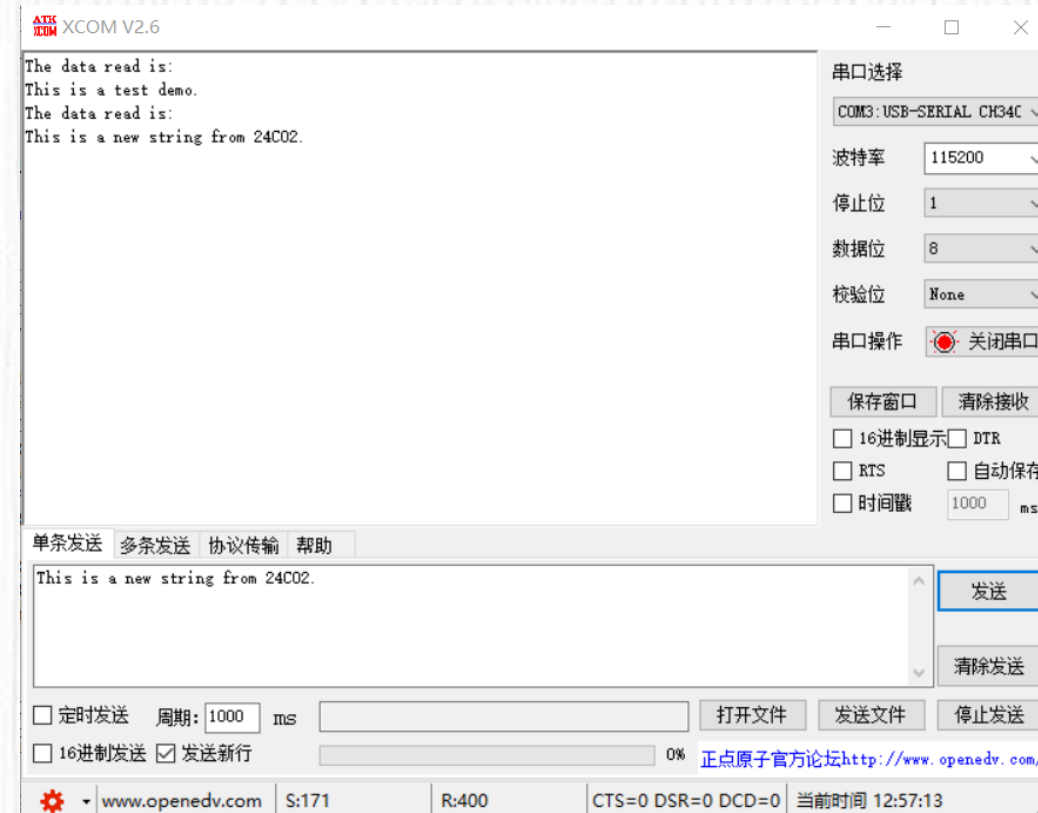 ATK XCOM XCOM V2.6
The data read is:
This is a test demo.
The data read is:
This is a new string from 24C02.
串口选择
COM3:USB-SERIAL CH34
波特率 115200
停止位 1
数据位 8
校验位 None
串口操作 关闭串口
保存窗口 清除接收
16进制显示 DTR
RTS 自动保存
时间戳 1000 ms
单条发送 多条发送 协议传输 帮助
This is a new string from 24C02.
发送
清除发送
定时发送 周期: 1000 ms 打开文件 发送文件 停止发送
16进制发送 发送新行 0% 正点原子官方论坛http://www.openedv.com/
www.openedv.com S:171 R:400 CTS=0 DSR=0 DCD=0 当前时间 12:57:13